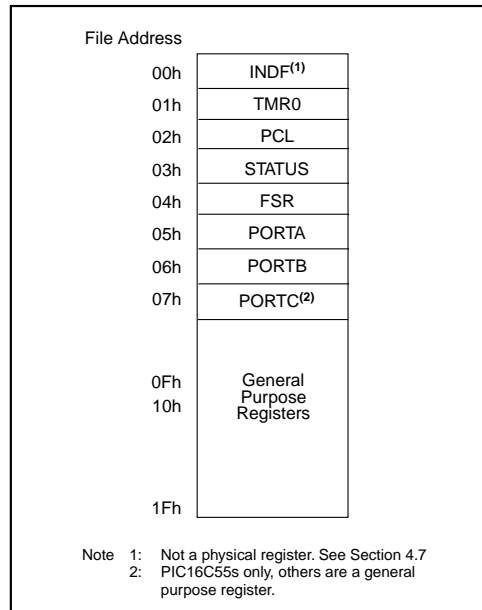 File Address
00h INDF(1)
01h TMR0
02h PCL
03h STATUS
04h FSR
05h PORTA
06h PORTB
07h PORTC(2)
0Fh General
10h Purpose
Registers
1Fh
Note 1: Not a physical register. See Section 4.7
2: PIC16C55s only, others are a general
purpose register.